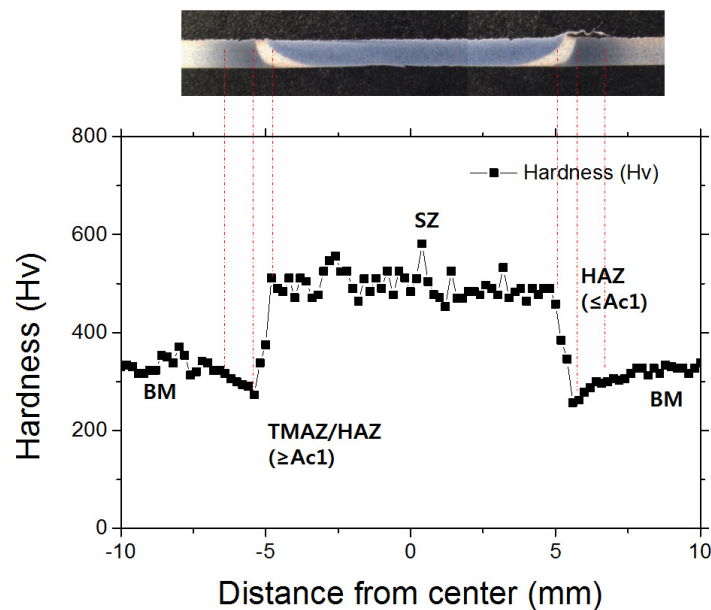 800
600
400
200
0
-10
-5
0
5
10
Hardness (Hv)
Distance from center (mm)
Hardness (Hv)
SZ
HAZ
(≤Ac1)
BM
BM
TMAZ/HAZ
(≥Ac1)